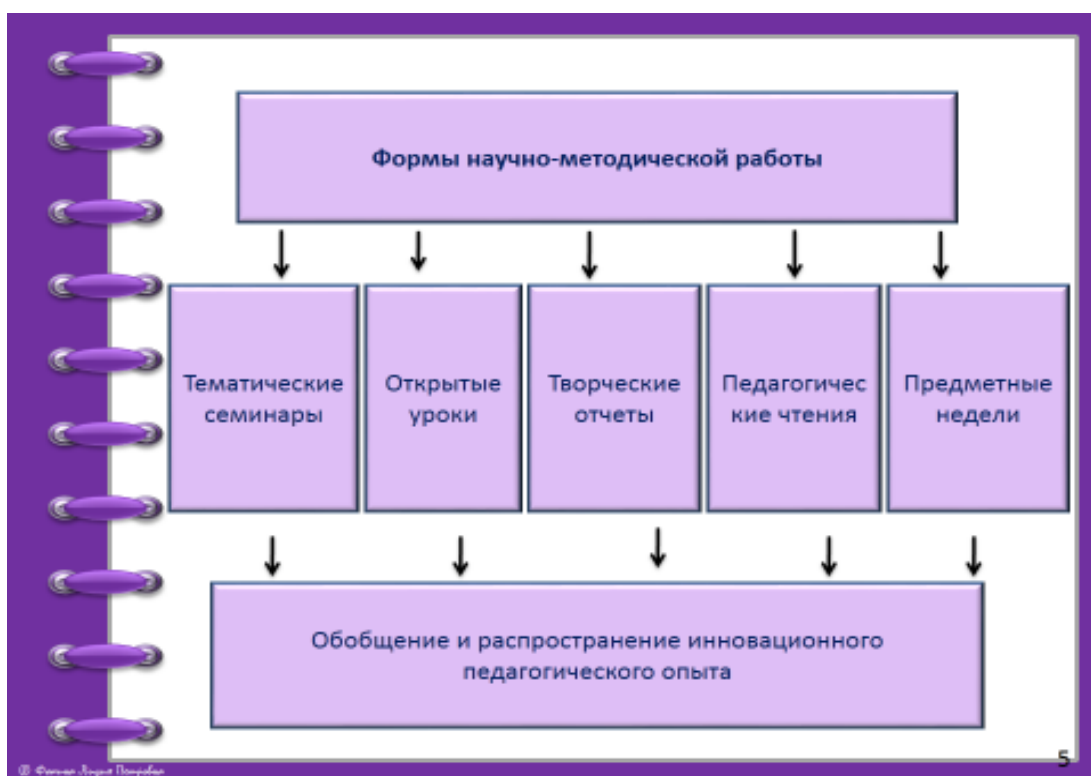 Формы научно-методической работы
Тематические
семинары
Открытые
уроки
Творческие
отчеты
Педагогичес
кие чтения
Предметные
недели
Обобщение и распространение инновационного
педагогического опыта
5